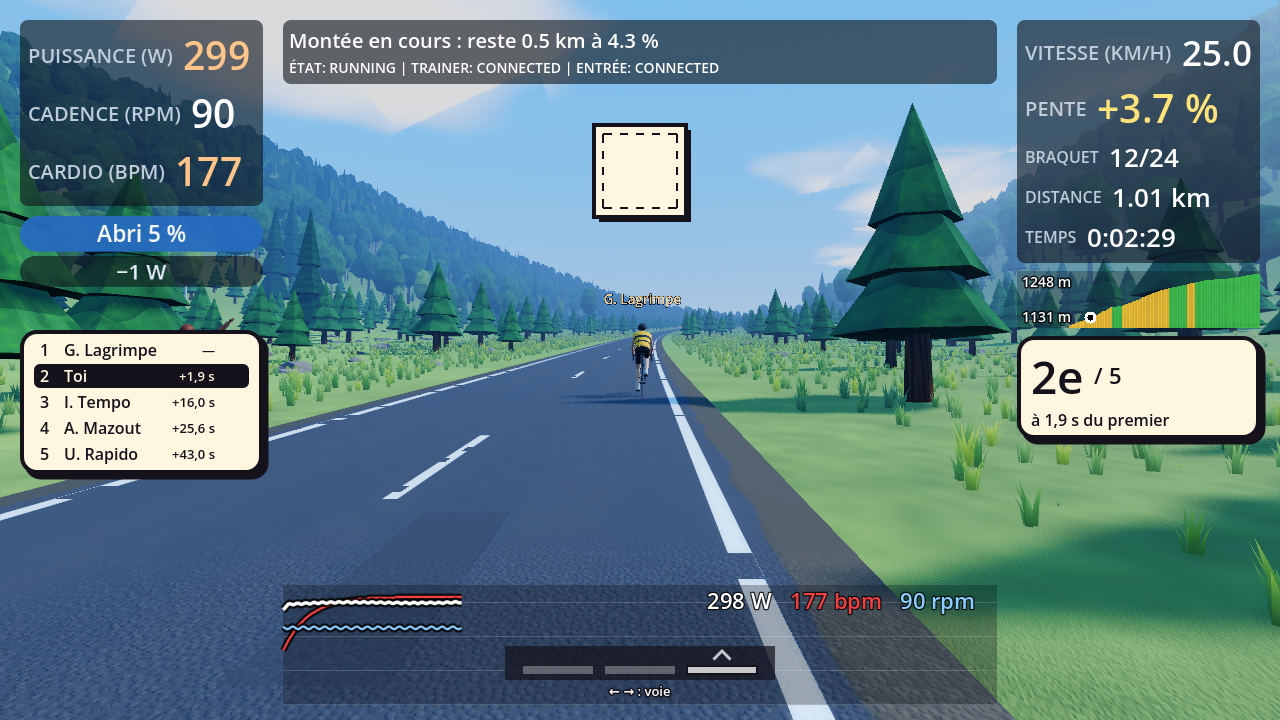 PUISSANCE (W) 299
CADENCE (RPM) 90
CARDIO (BPM) 177
Abri 5 %
−1 W
Montée en cours : reste 0.5 km à 4.3 %
ÉTAT: RUNNING | TRAINER: CONNECTED | ENTRÉE: CONNECTED
VITESSE (KM/H) 25.0
PENTE +3.7 %
BRAQUET 12/24
DISTANCE 1.01 km
TEMPS 0:02:29
1248 m
1131 m
G. Lagrimpe
1 G. Lagrimpe —
2 Toi +1,9 s
3 I. Tempo +16,0 s
4 A. Mazout +25,6 s
5 U. Rapido +43,0 s
2e / 5
à 1,9 s du premier
298 W 177 bpm 90 rpm
← → : voie